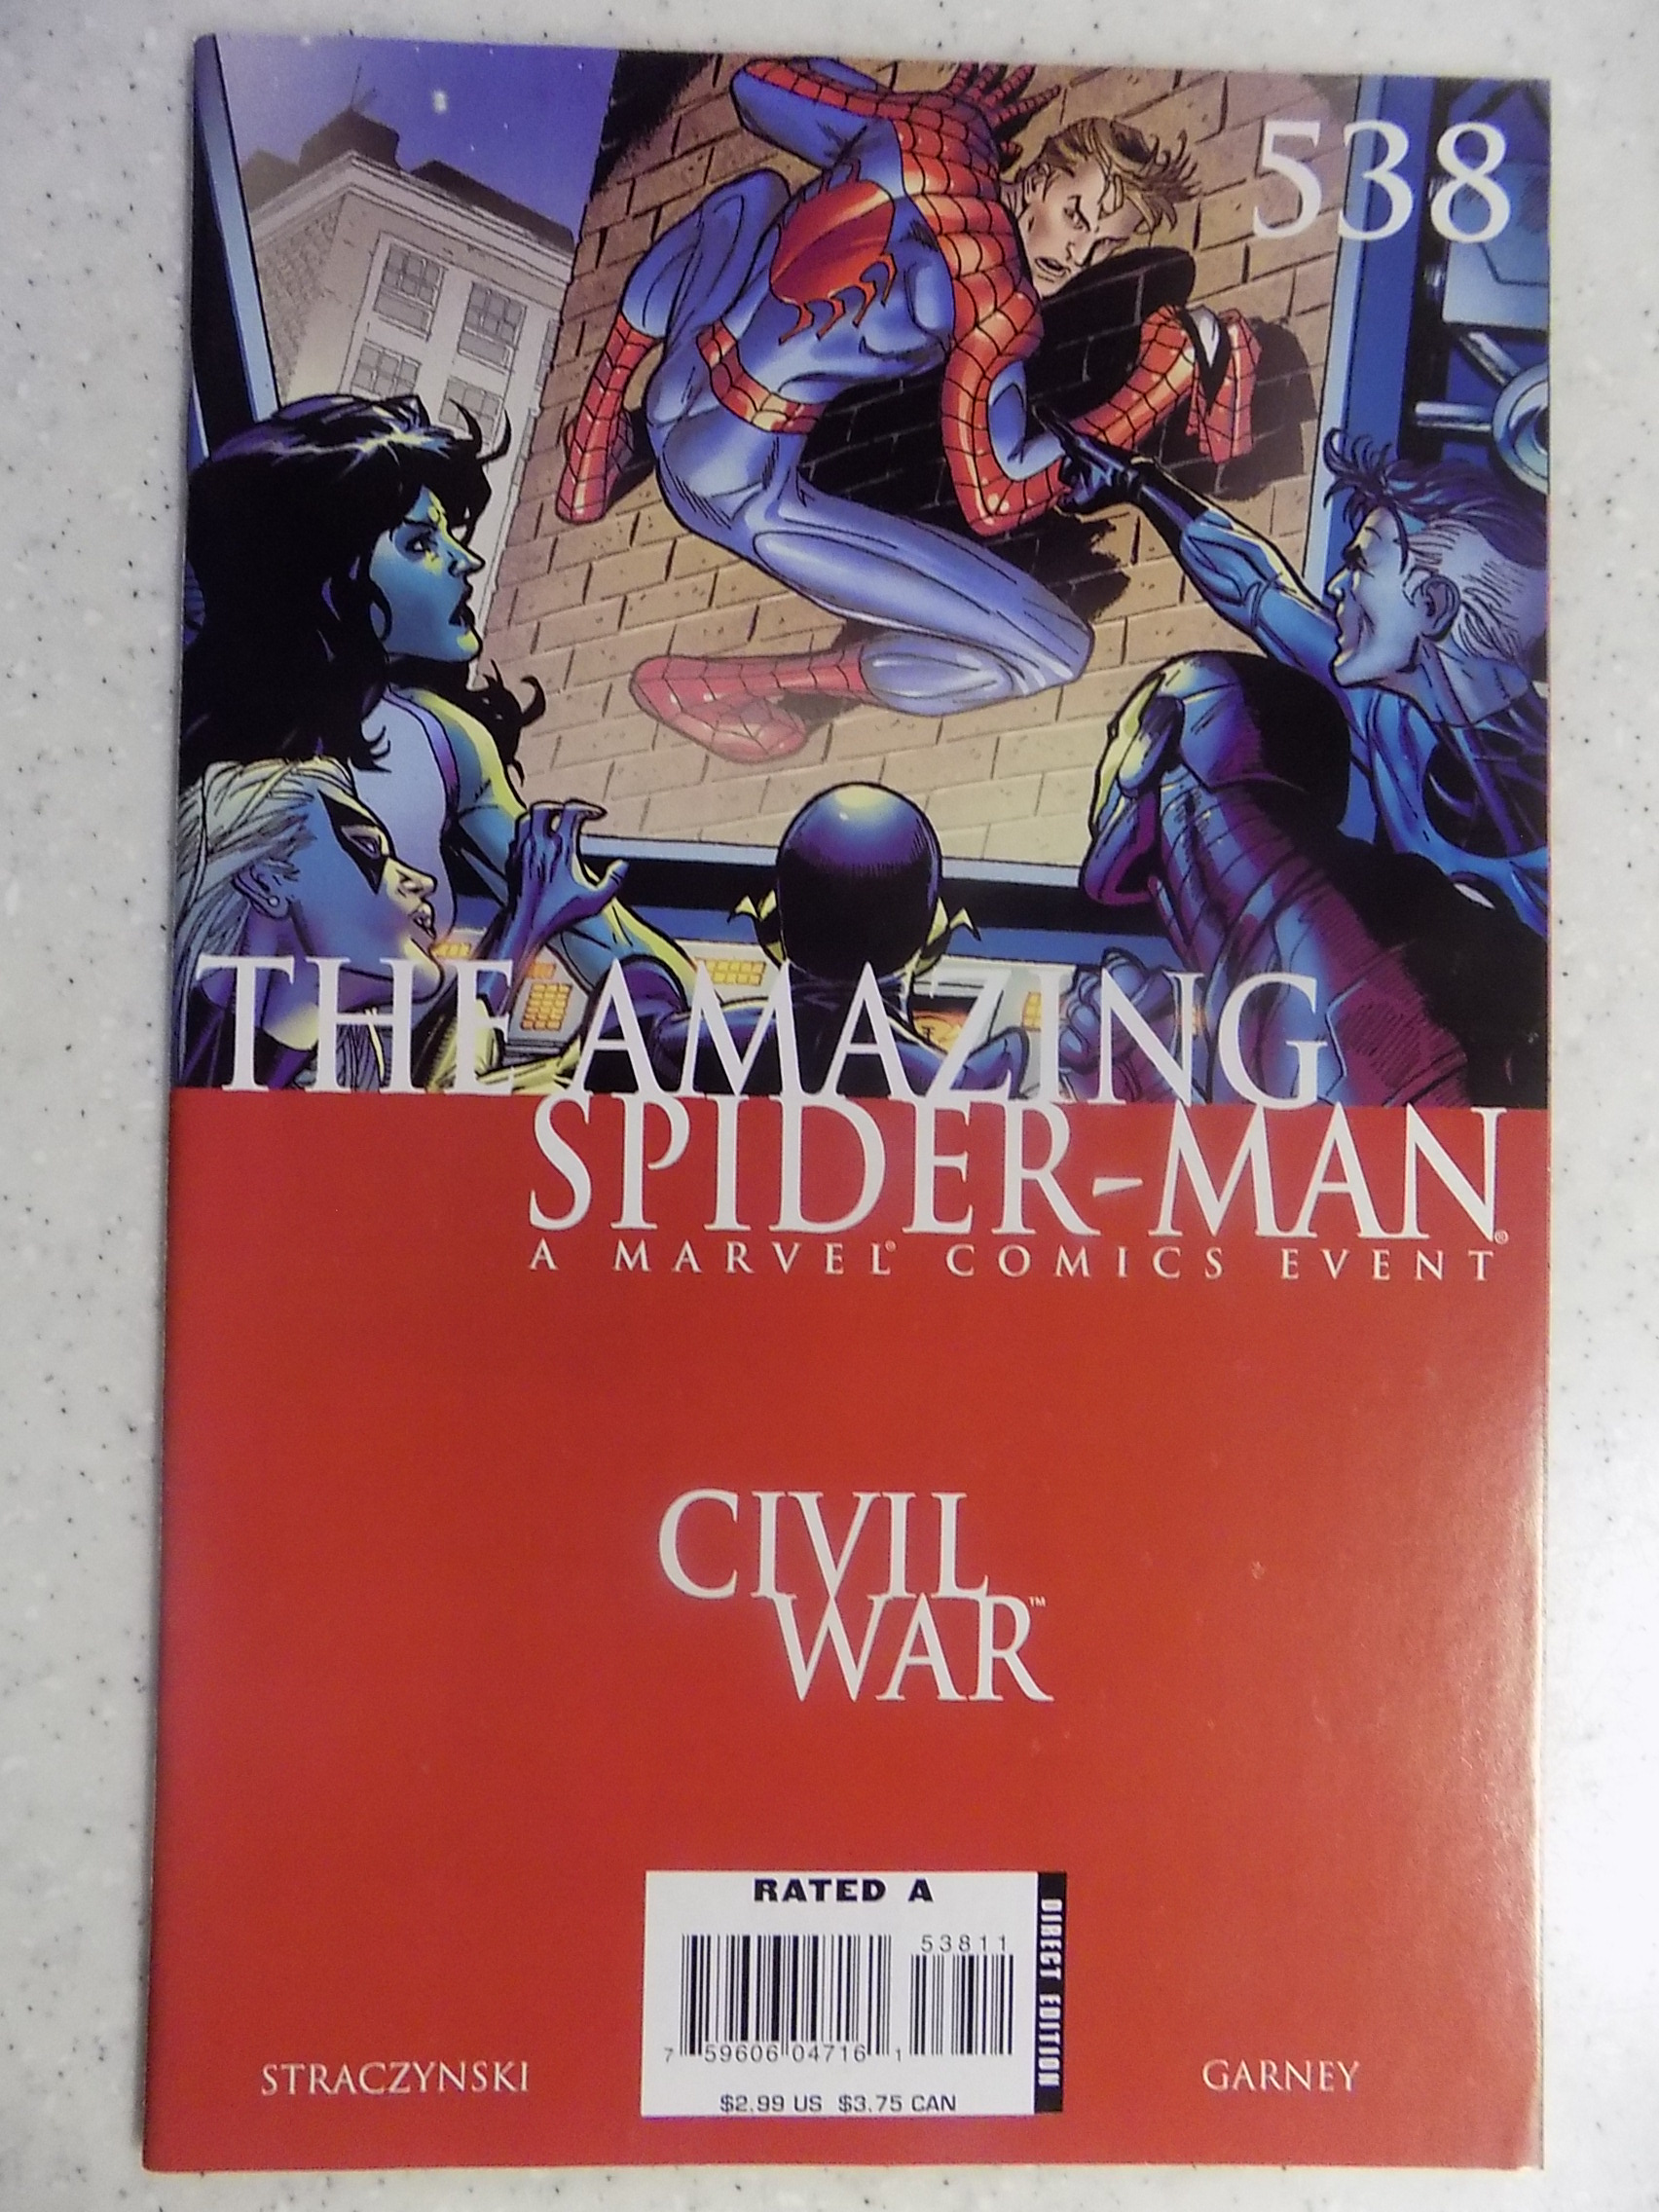 538
THE AMAZING
SPIDER-MAN®
A MARVEL® COMICS EVENT
CIVIL
WAR™
RATED A
53811
7 59606 04716 1
DIRECT EDITION
$2.99 US $3.75 CAN
STRACZYNSKI
GARNEY